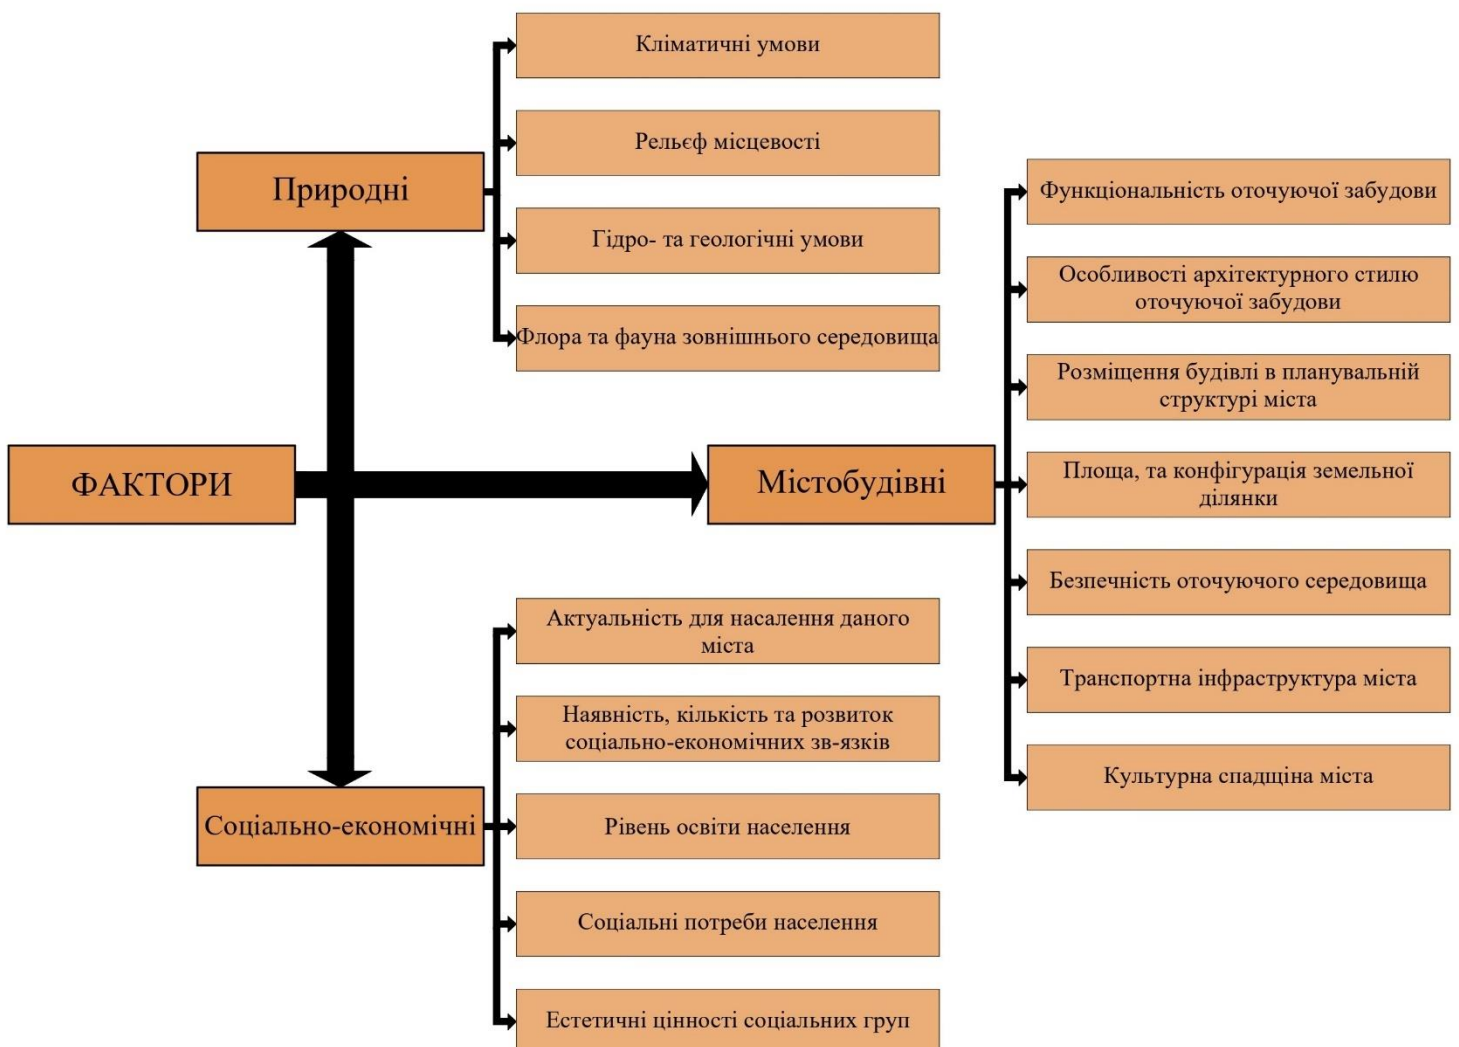 ФАКТОРИ
Природні
Кліматичні умови
Рельєф місцевості
Гідро- та геологічні умови
Флора та фауна зовнішнього середовища
Містобудівні
Функціональність оточуючої забудови
Особливості архітектурного стилю
оточуючої забудови
Розміщення будівлі в планувальній
структурі міста
Площа, та конфігурація земельної
ділянки
Безпечність оточуючого середовища
Транспортна інфраструктура міста
Культурна спадщіна міста
Соціально-економічні
Актуальність для насалення даного
міста
Наявність, кількість та розвиток
соціально-економічних зв-язків
Рівень освіти населення
Соціальні потреби населення
Естетичні цінності соціальних груп